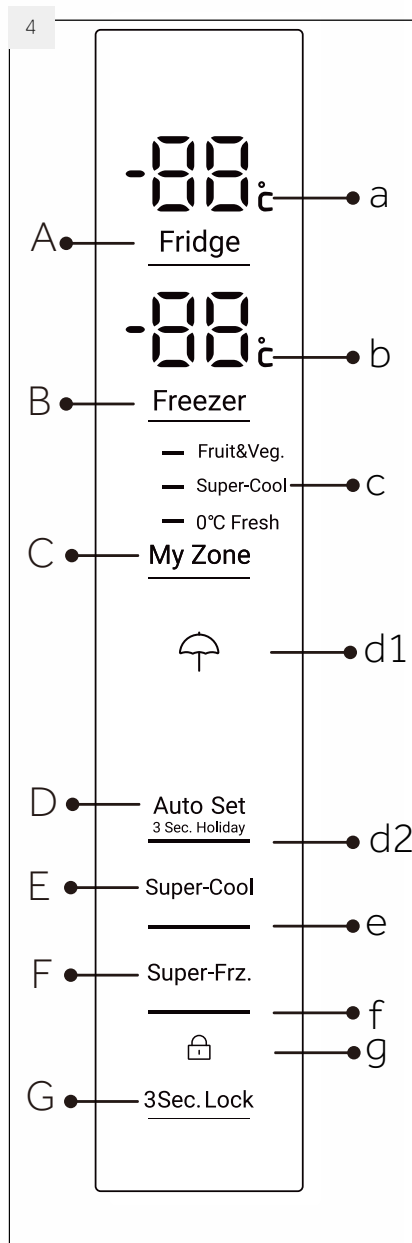 4
-88°c
a
A
Fridge
-88°c
b
B
Freezer
Fruit&Veg.
Super-Cool
c
0°C Fresh
C
My Zone
d1
D
Auto Set
3 Sec. Holiday
d2
E
Super-Cool
e
F
Super-Frz.
f
g
G
3Sec. Lock